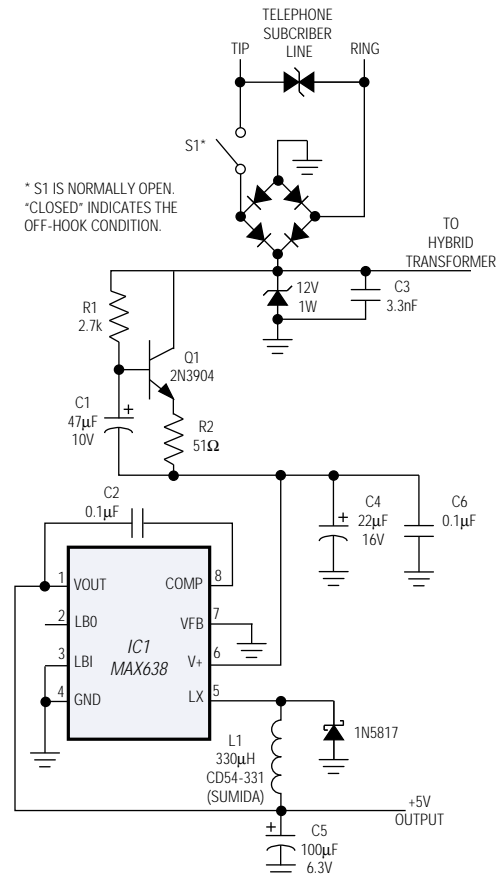 TELEPHONE
SUBCRIBER
LINE
TIP
RING
S1*
* S1 IS NORMALLY OPEN.
"CLOSED" INDICATES THE
OFF-HOOK CONDITION.
TO
HYBRID
TRANSFORMER
R1
2.7k
12V
1W
C3
3.3nF
Q1
2N3904
C1
+
47μF
10V
R2
51Ω
C2
0.1μF
+
C4
22μF
16V
C6
0.1μF
1 VOUT
COMP 8
2 LB0
VFB 7
IC1
MAX638
3 LBI
V+ 6
4 GND
LX 5
L1
330μH
CD54-331
(SUMIDA)
1N5817
+5V
OUTPUT
+
C5
100μF
6.3V